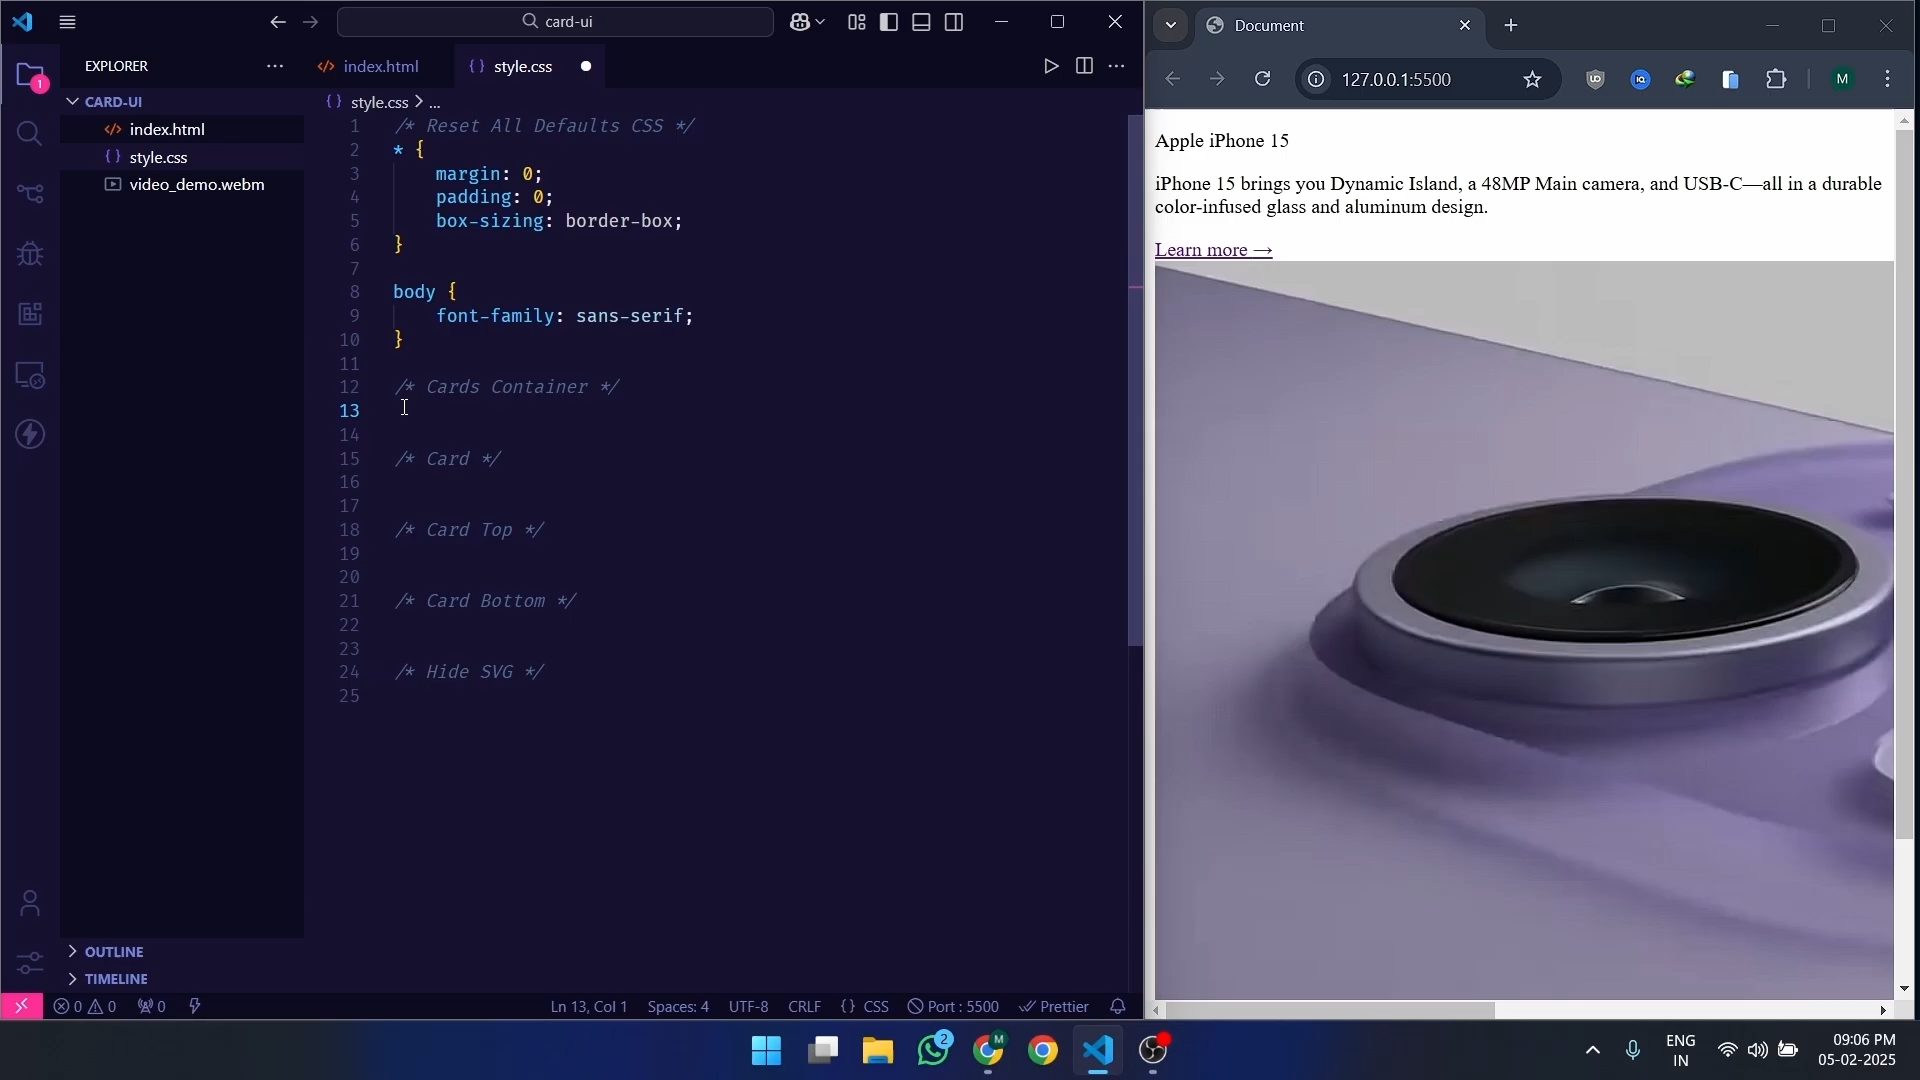 card-ui
EXPLORER
index.html
style.css
CARD-UI
index.html
style.css
video_demo.webm
style.css > ...
1 /* Reset All Defaults CSS */
2 * {
3 margin: 0;
4 padding: 0;
5 box-sizing: border-box;
6 }
7
8 body {
9 font-family: sans-serif;
10 }
11
12 /* Cards Container */
13
14
15 /* Card */
16
17
18 /* Card Top */
19
20
21 /* Card Bottom */
22
23
24 /* Hide SVG */
25
OUTLINE
TIMELINE
0 0 0 Ln 13, Col 1 Spaces: 4 UTF-8 CRLF {} CSS Port : 5500 Prettier
Document
127.0.0.1:5500
M
Apple iPhone 15
iPhone 15 brings you Dynamic Island, a 48MP Main camera, and USB-C—all in a durable
color-infused glass and aluminum design.
Learn more →
1
2
M
ENG
IN
09:06 PM
05-02-2025